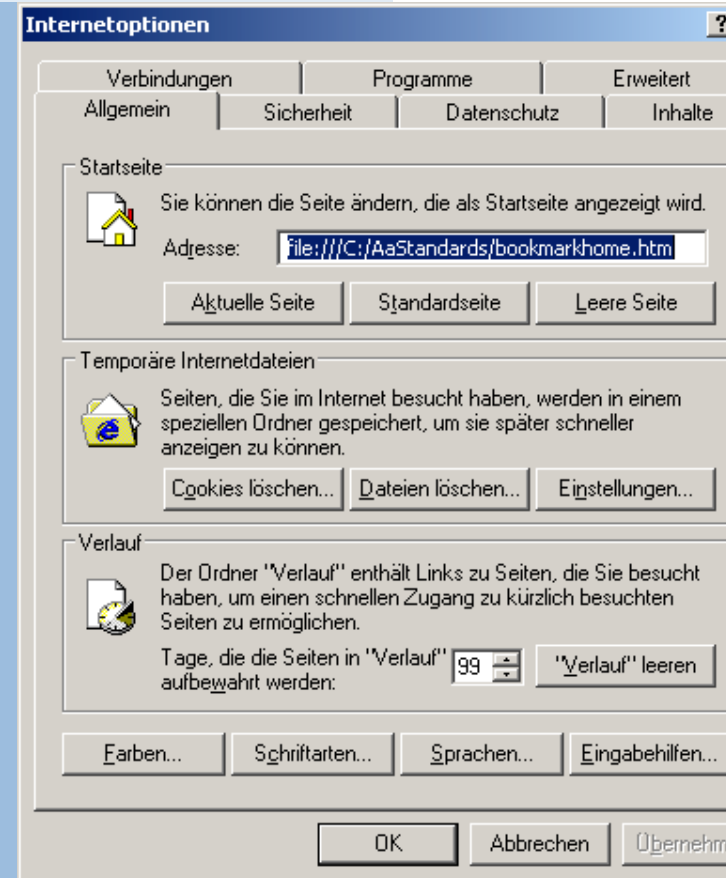 Internetoptionen ?
Verbindungen Programme Erweitert
Allgemein Sicherheit Datenschutz Inhalte
Startseite
Sie können die Seite ändern, die als Startseite angezeigt wird.
Adresse: file:///C:/AaStandards/bookmarkhome.htm
Aktuelle Seite Standardseite Leere Seite
Temporäre Internetdateien
Seiten, die Sie im Internet besucht haben, werden in einem
speziellen Ordner gespeichert, um sie später schneller
anzeigen zu können.
Cookies löschen... Dateien löschen... Einstellungen...
Verlauf
Der Ordner "Verlauf" enthält Links zu Seiten, die Sie besucht
haben, um einen schnellen Zugang zu kürzlich besuchten
Seiten zu ermöglichen.
Tage, die die Seiten in "Verlauf"
aufbewahrt werden: 99 "Verlauf" leeren
Farben... Schriftarten... Sprachen... Eingabehilfen...
OK Abbrechen Übernehm